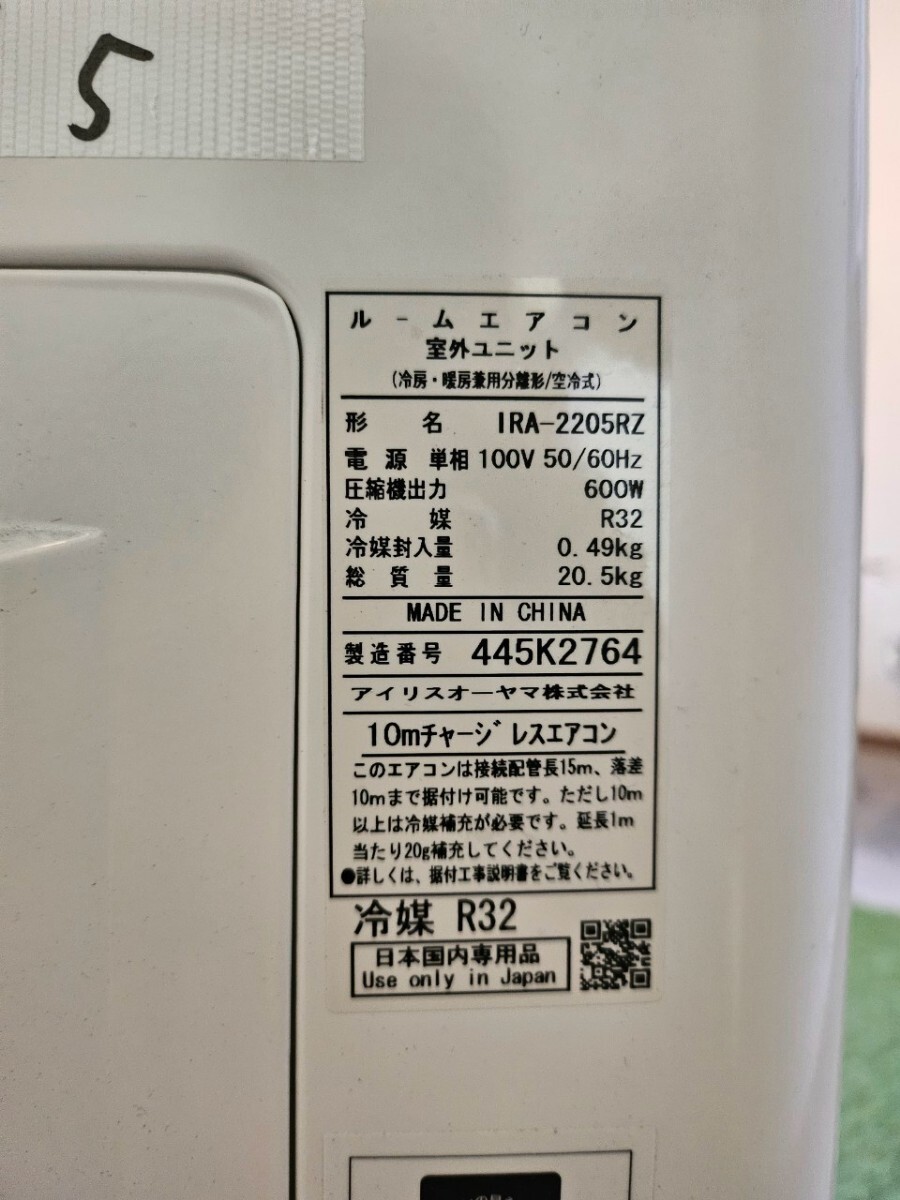 5
ルームエアコン
室外ユニット
(冷房・暖房兼用分離形/空冷式)
形名 IRA-2205RZ
電源 単相 100V 50/60Hz
圧縮機出力 600W
冷媒 R32
冷媒封入量 0.49kg
総質量 20.5kg
MADE IN CHINA
製造番号 445K2764
アイリスオーヤマ株式会社
10mチャージレスエアコン
このエアコンは接続配管長15m、落差
10mまで据付け可能です。ただし10m
以上は冷媒補充が必要です。延長1m
当たり20g補充してください。
●詳しくは、据付工事説明書をご覧ください。
冷媒 R32
日本国内専用品
Use only in Japan